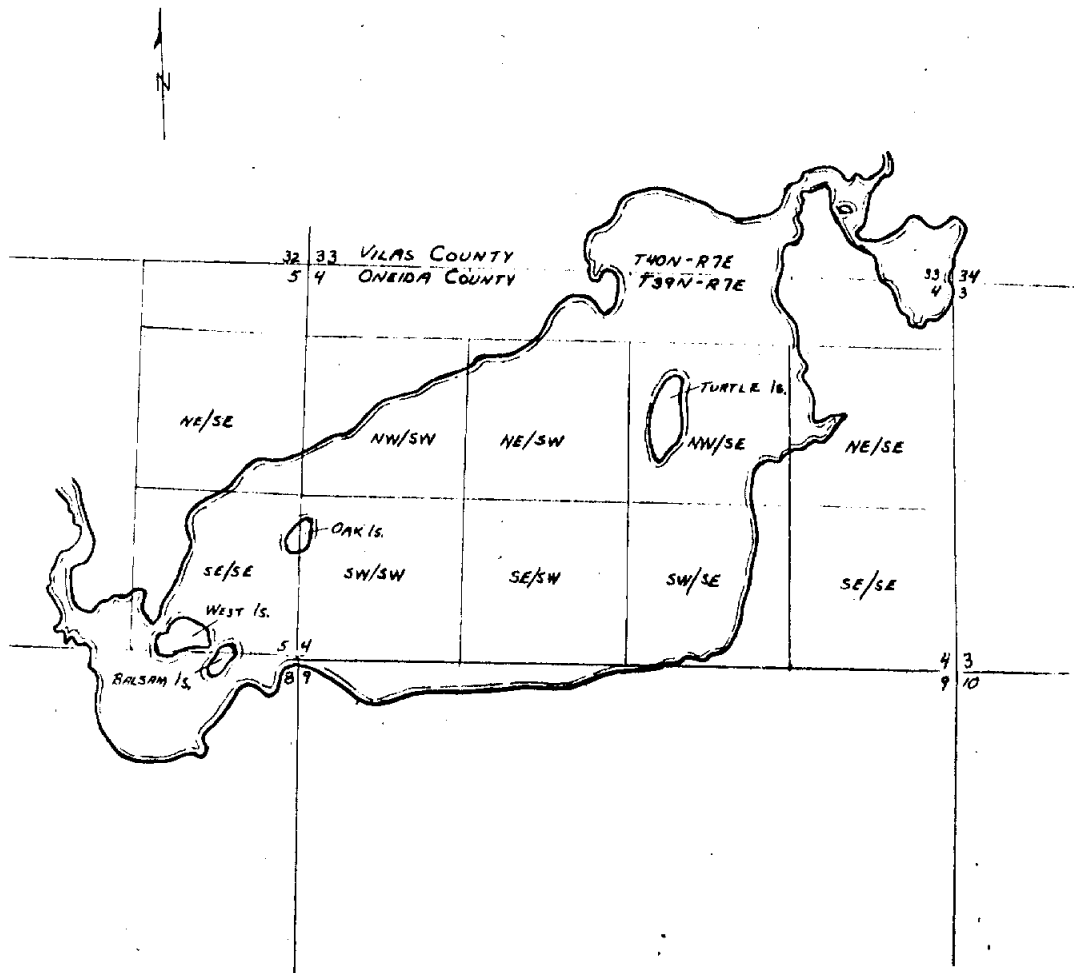 N
32 33 VILAS COUNTY
5 4 ONEIDA COUNTY
T40N-R7E
T39N-R7E
33 34
4 3
TURTLE IS.
NE/SE
NW/SW
NE/SW
NW/SE
NE/SE
OAK IS.
SE/SE
SW/SW
SE/SW
SW/SE
SE/SE
WEST IS.
BALSAM IS.
5 4
8 9
4 3
9 10